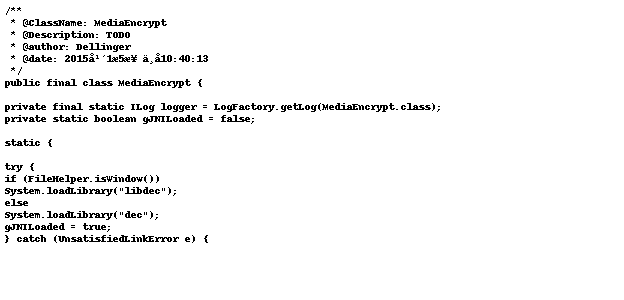 /**
 * @ClassName: MediaEncrypt
 * @Description: TODO
 * @author: Dellinger
 * @date: 2015å¹´1æ5æ¥ ä¸å10:40:13
 */
public final class MediaEncrypt {
private final static ILog logger = LogFactory.getLog(MediaEncrypt.class);
private static boolean gJNILoaded = false;
static {
try {
if (FileHelper.isWindow())
System.loadLibrary("libdec");
else
System.loadLibrary("dec");
gJNILoaded = true;
} catch (UnsatisfiedLinkError e) {